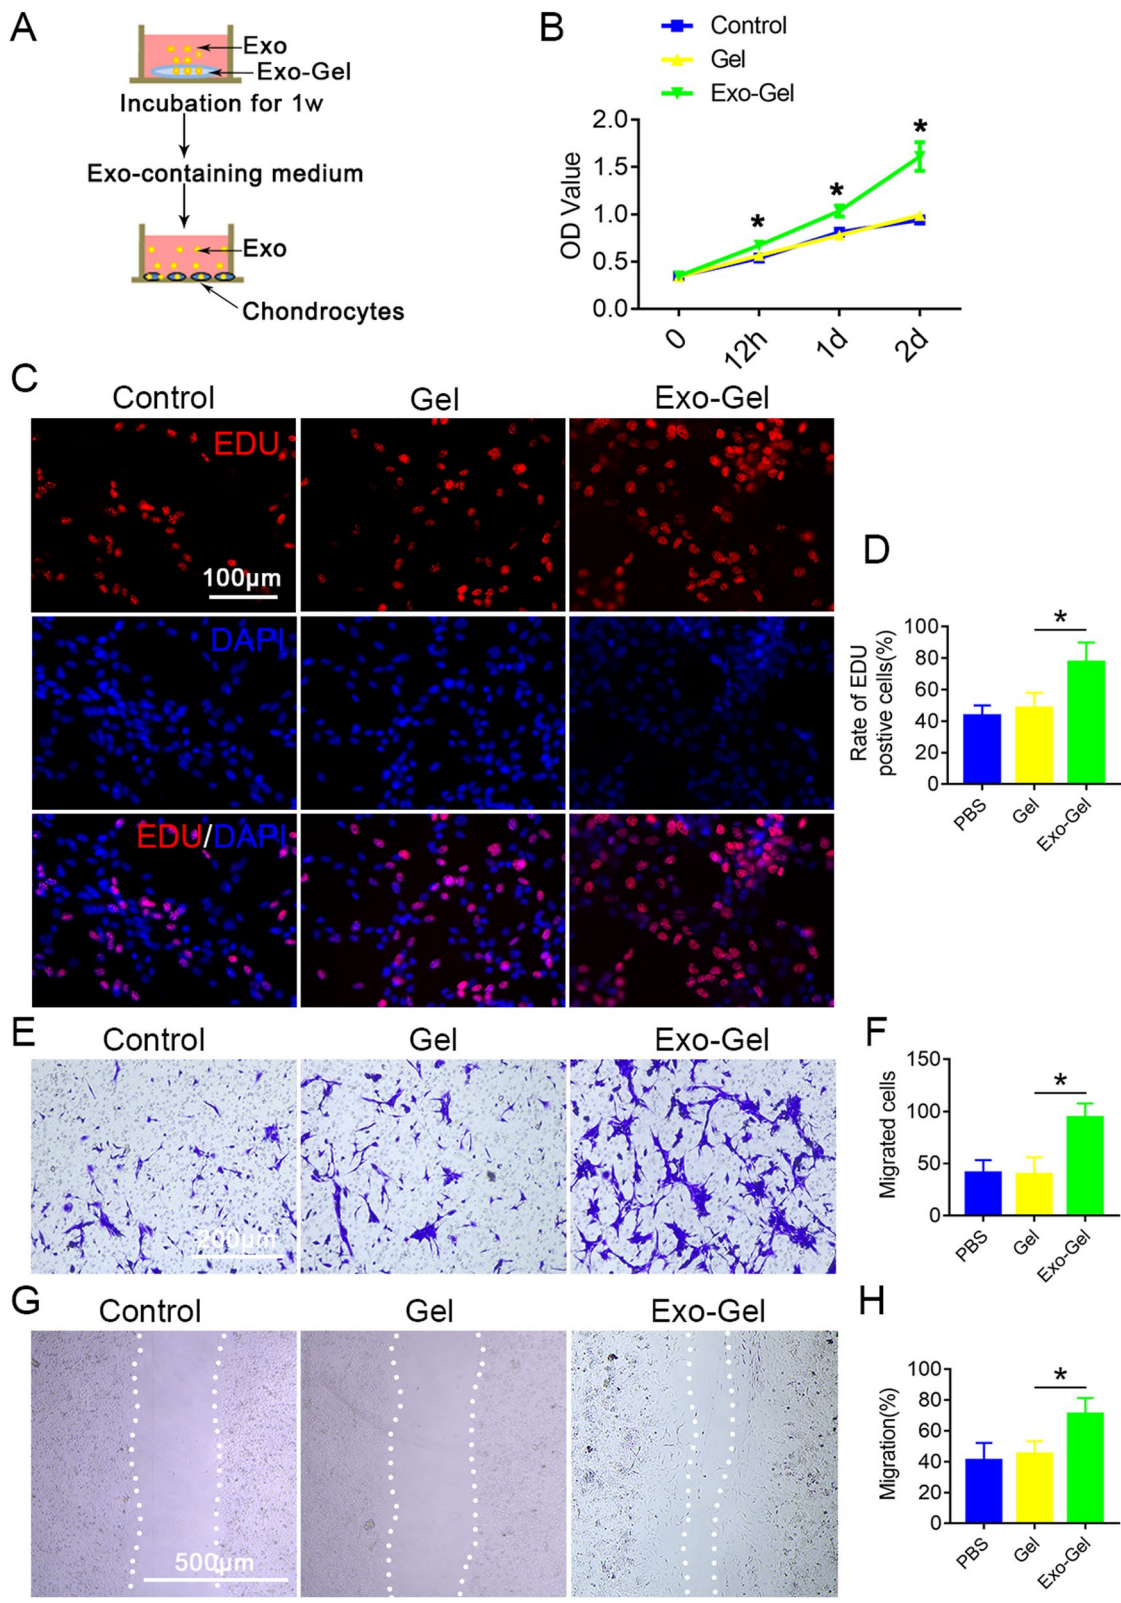 A
Exo
Exo-Gel
Incubation for 1w
Exo-containing medium
Exo
Chondrocytes
B
Control
Gel
Exo-Gel
OD Value
2.0
1.5
1.0
0.5
0.0
*
*
*
0
12h
1d
2d
C
Control
Gel
Exo-Gel
EDU
100μm
DAPI
EDU/DAPI
D
Rate of EDU
postive cells(%)
100
80
60
40
20
0
*
PBS
Gel
Exo-Gel
E
Control
Gel
Exo-Gel
200μm
F
Migrated cells
150
100
50
0
*
PBS
Gel
Exo-Gel
G
Control
Gel
Exo-Gel
500μm
H
Migration(%)
100
80
60
40
20
0
*
PBS
Gel
Exo-Gel